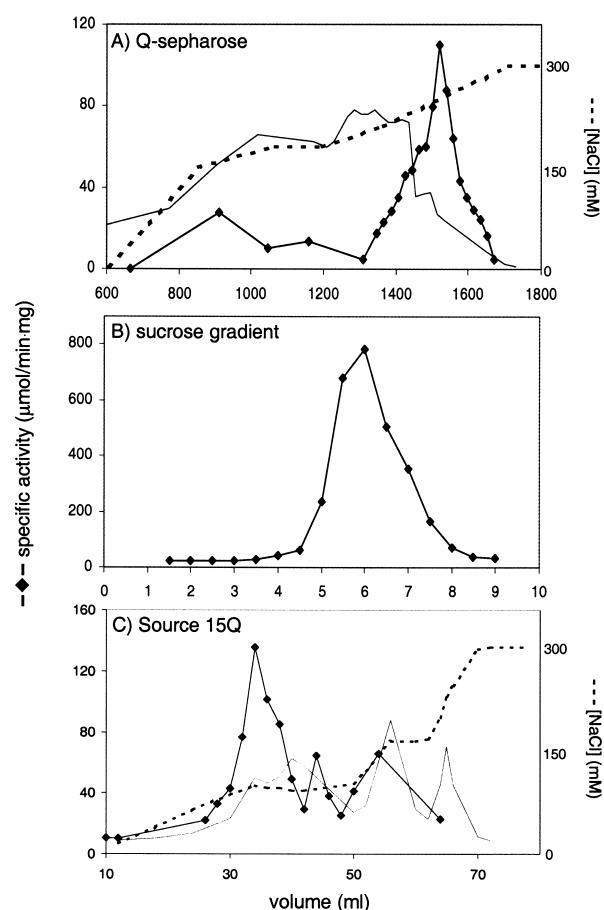 A) Q-sepharose
120
80
40
0
300
150
0
600 800 1000 1200 1400 1600 1800
[NaCl] (mM)
B) sucrose gradient
800
600
400
200
0
0 1 2 3 4 5 6 7 8 9 10
specific activity (μmol/min·mg)
C) Source 15Q
160
120
80
40
0
300
150
0
10 30 50 70
[NaCl] (mM)
volume (ml)